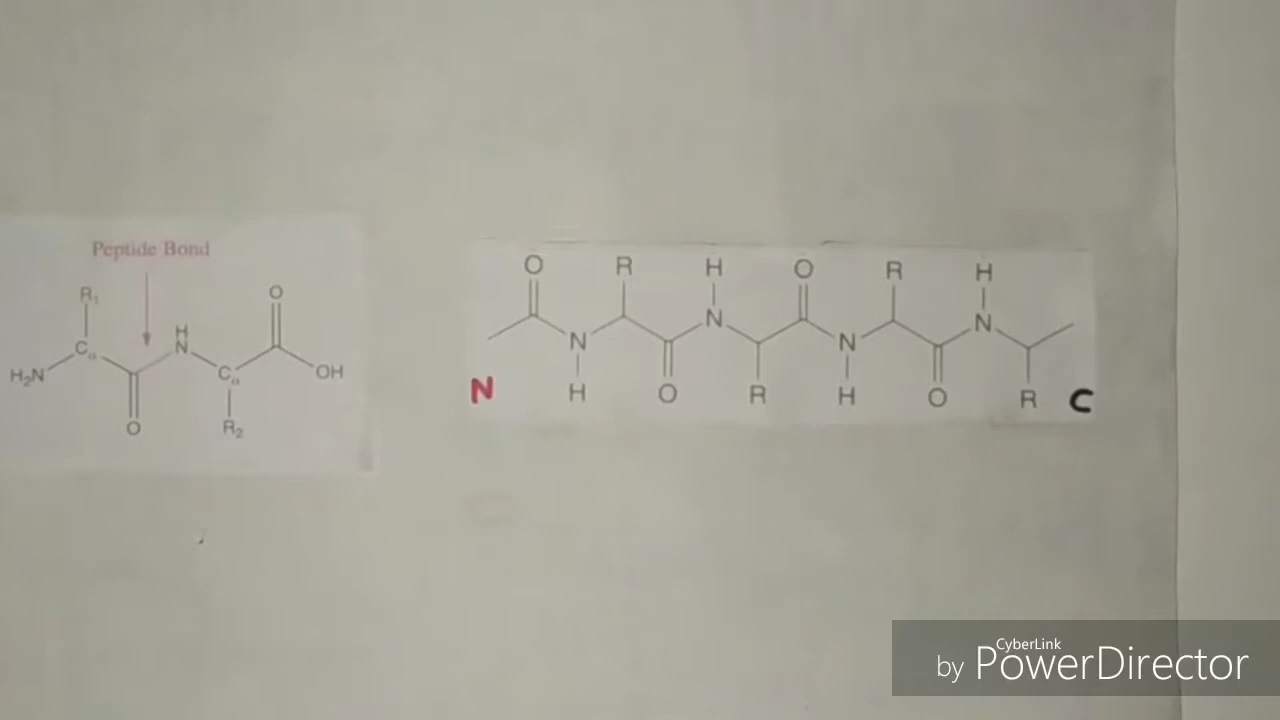 Peptide Bond
R₁
O
H
Cα
N
H₂N
Cα
OH
O
R₂
O
R
H
O
R
H
N
N
N
N
N
H
O
R
H
O
R
C
CyberLink
by PowerDirector